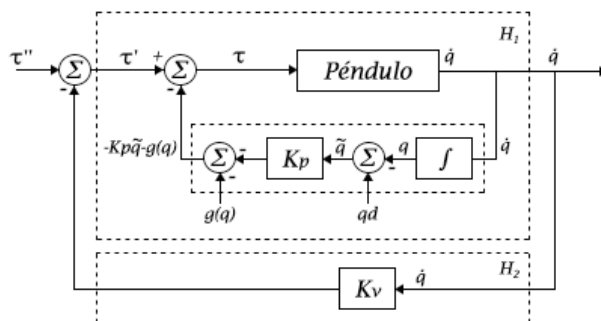 H₁
τ'' Σ - τ' + Σ - τ Péndulo q̇ q̇
-Kpq̃-g(q) Σ - - Kp q̃ Σ - q ∫ q̇
g(q) qd
H₂
Kv q̇
-